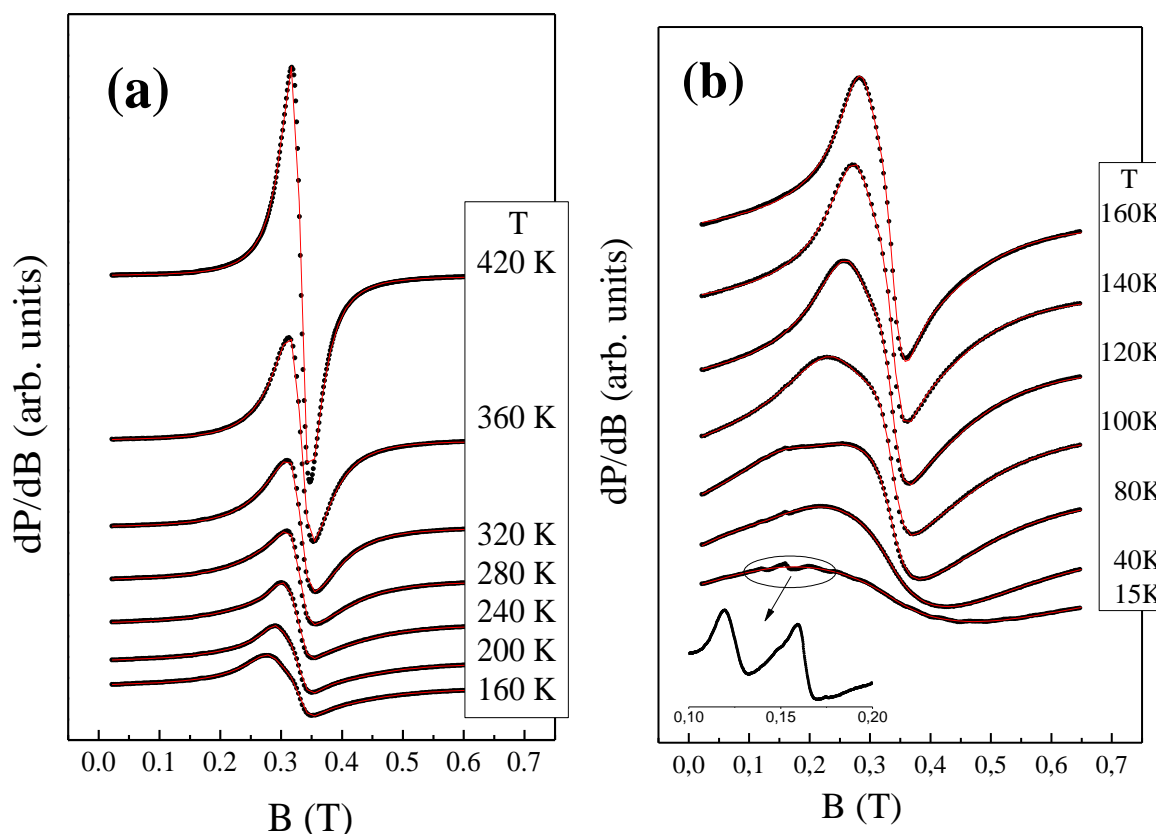 (a)
dP/dB (arb. units)
T
420 K
360 K
320 K
280 K
240 K
200 K
160 K
0.0 0.1 0.2 0.3 0.4 0.5 0.6 0.7
B (T)
(b)
dP/dB (arb. units)
T
160K
140K
120K
100K
80K
40K
15K
0,10 0,15 0,20
0,0 0,1 0,2 0,3 0,4 0,5 0,6 0,7
B (T)